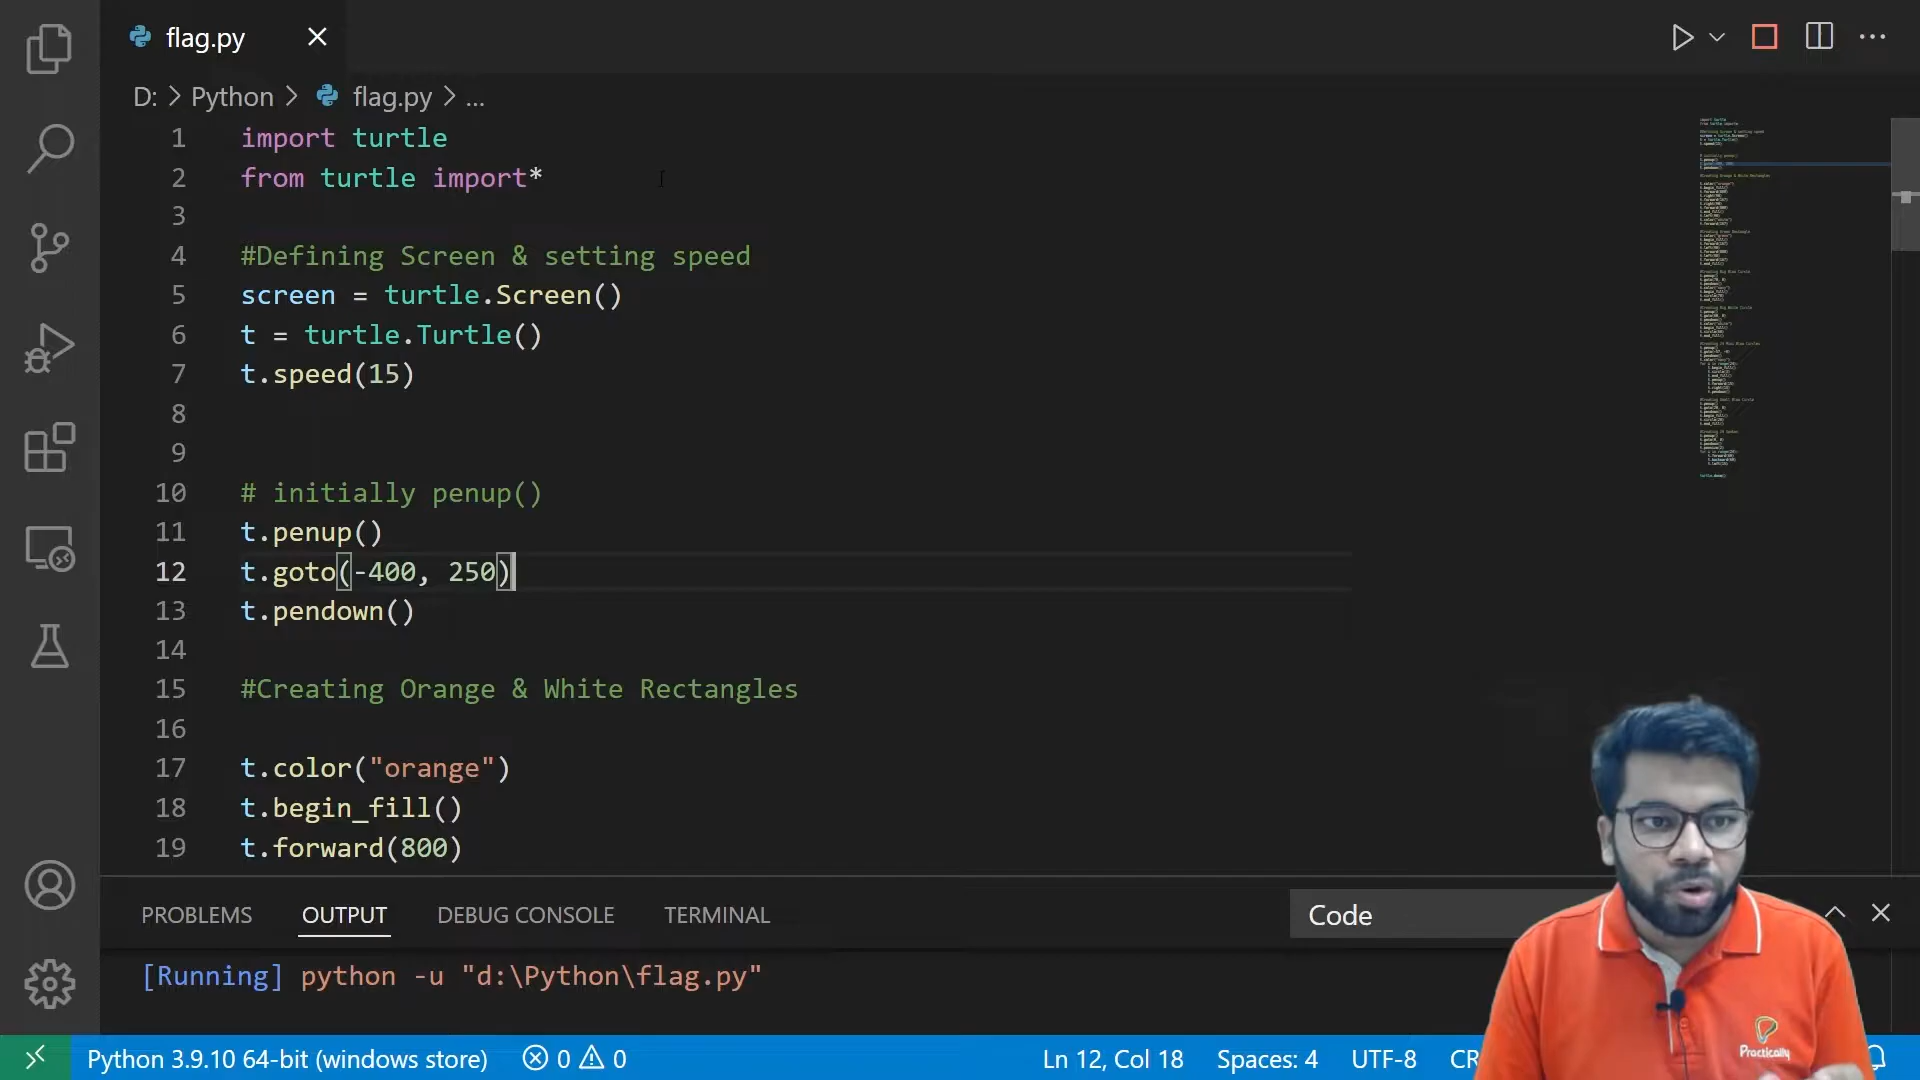 flag.py
D: > Python > flag.py > ...
1 import turtle
2 from turtle import*
3
4 #Defining Screen & setting speed
5 screen = turtle.Screen()
6 t = turtle.Turtle()
7 t.speed(15)
8
9
10 # initially penup()
11 t.penup()
12 t.goto(-400, 250)
13 t.pendown()
14
15 #Creating Orange & White Rectangles
16
17 t.color("orange")
18 t.begin_fill()
19 t.forward(800)
PROBLEMS OUTPUT DEBUG CONSOLE TERMINAL Code
[Running] python -u "d:\Python\flag.py"
Practically
Python 3.9.10 64-bit (windows store) 0 0 Ln 12, Col 18 Spaces: 4 UTF-8 CR